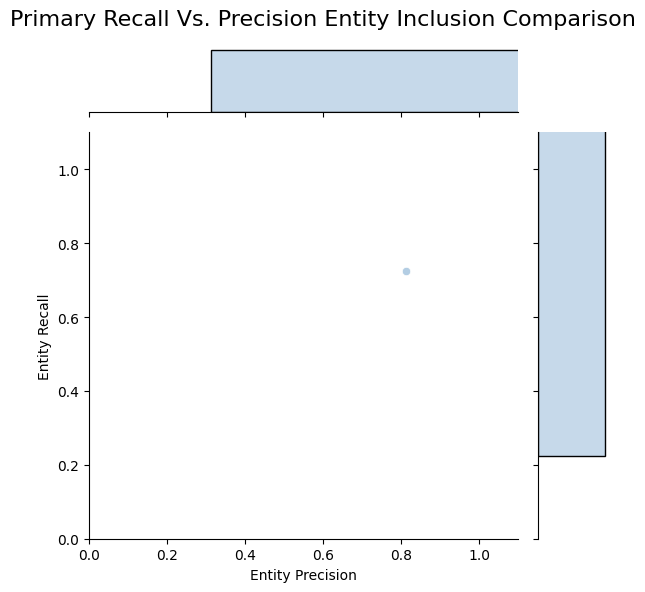 Primary Recall Vs. Precision Entity Inclusion Comparison
1.0
0.8
0.6
0.4
0.2
0.0
Entity Recall
0.0 0.2 0.4 0.6 0.8 1.0
Entity Precision